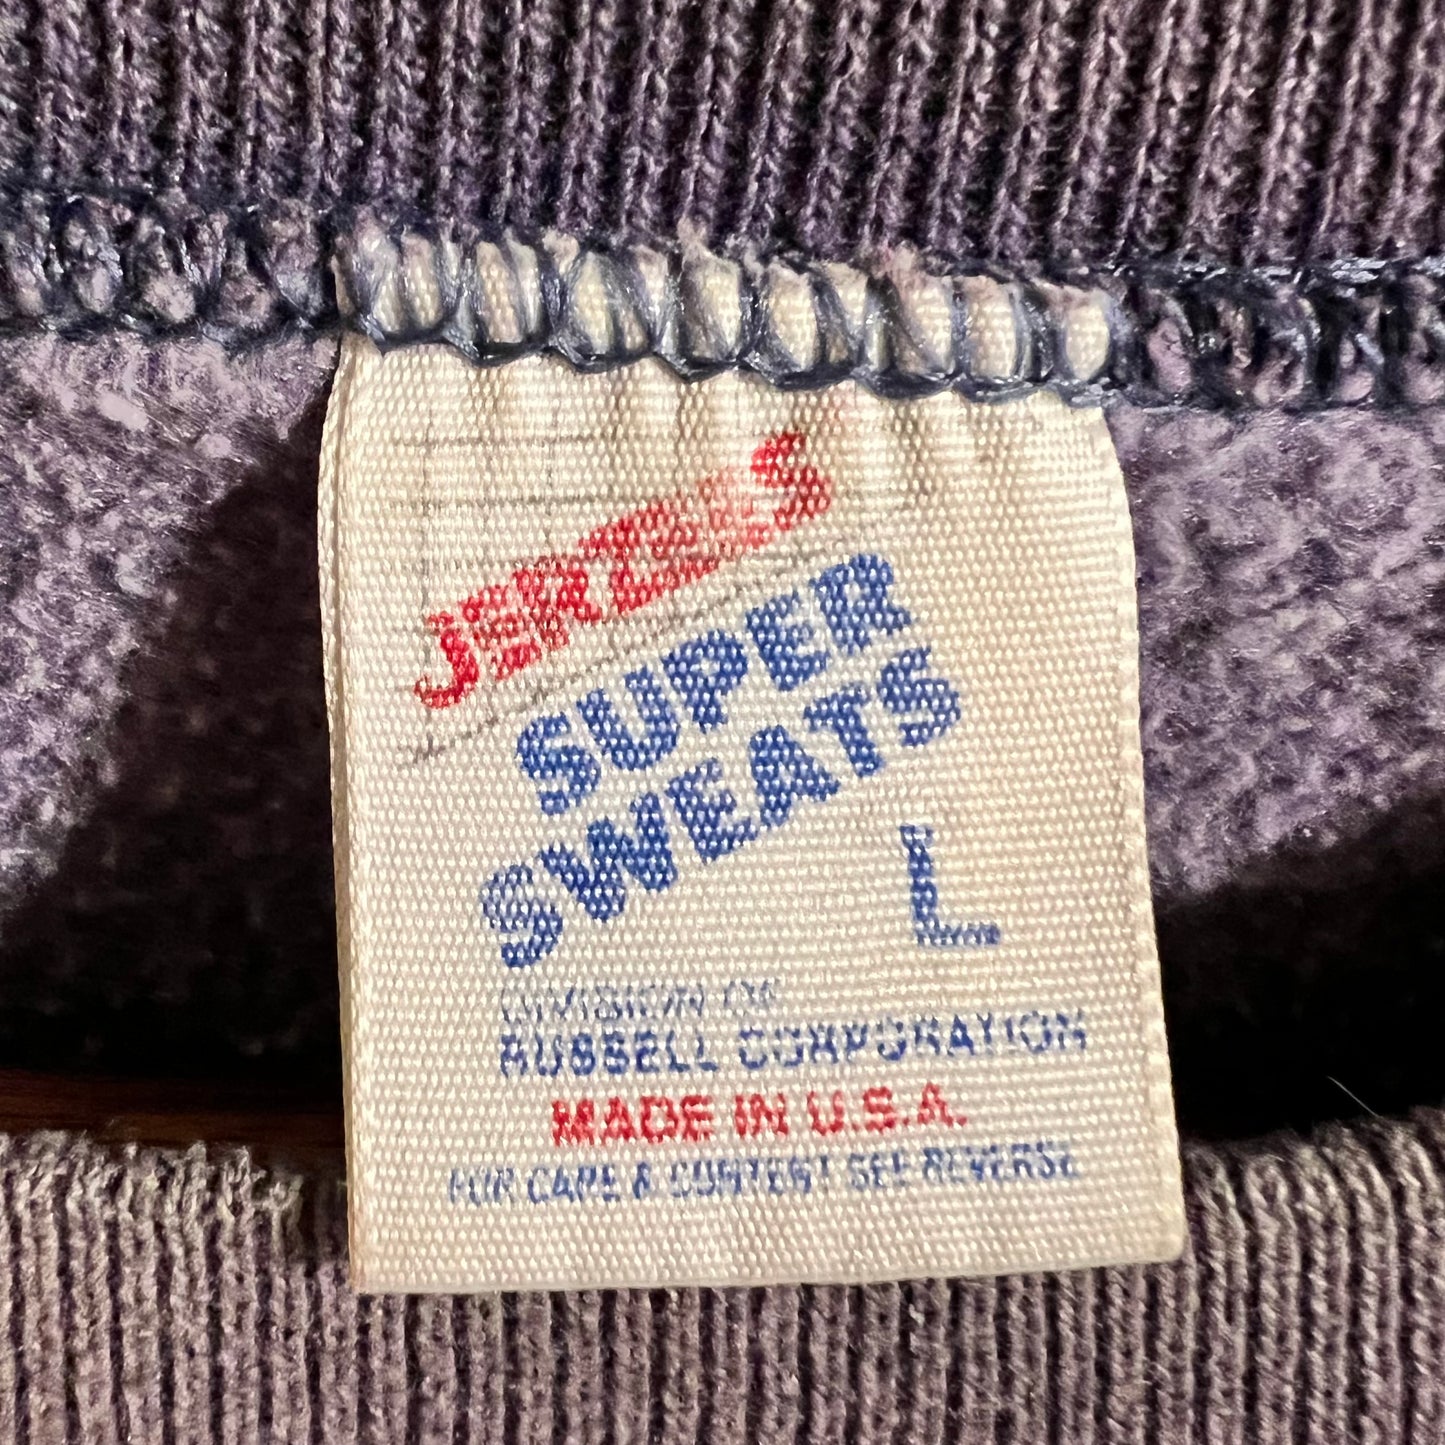 JERZEES
SUPER
SWEATS
L
DIVISION OF
RUSSELL CORPORATION
MADE IN U.S.A.
FOR CARE & CONTENT SEE REVERSE